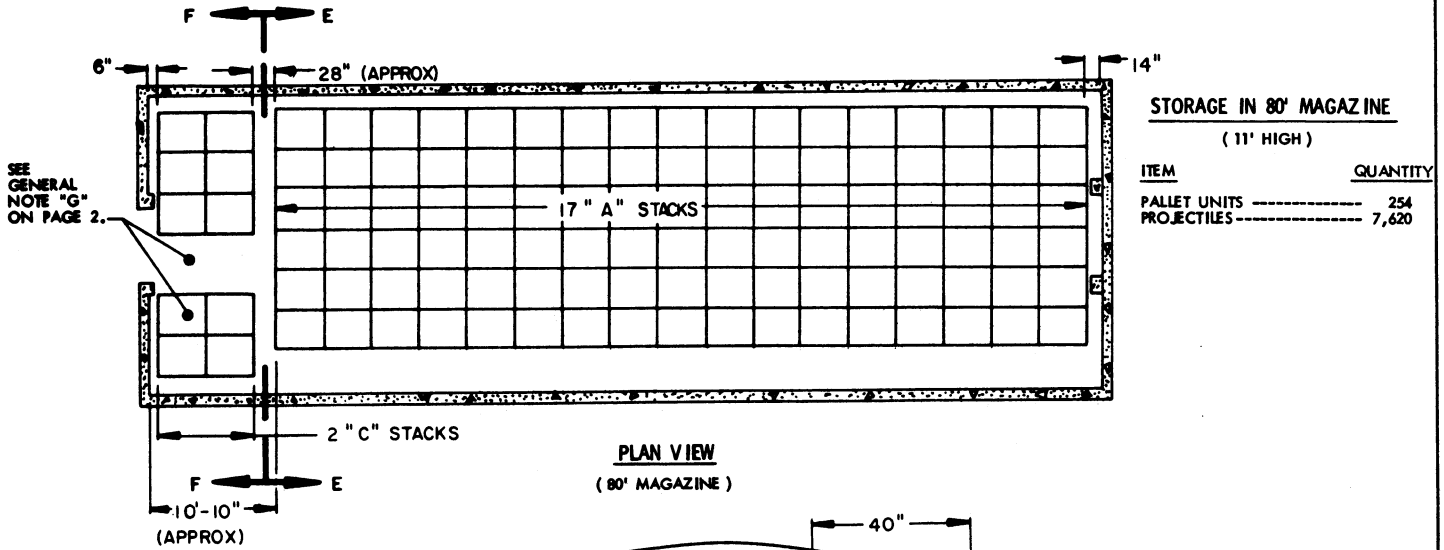 F E
6" 28" (APPROX) 14"
STORAGE IN 80' MAGAZINE
( 11' HIGH )
ITEM QUANTITY
PALLET UNITS -------------- 254
PROJECTILES -------------- 7,620
SEE
GENERAL
NOTE "G"
ON PAGE 2.
17 "A" STACKS
2 "C" STACKS
PLAN VIEW
( 80' MAGAZINE )
F E
10'-10"
(APPROX)
40"